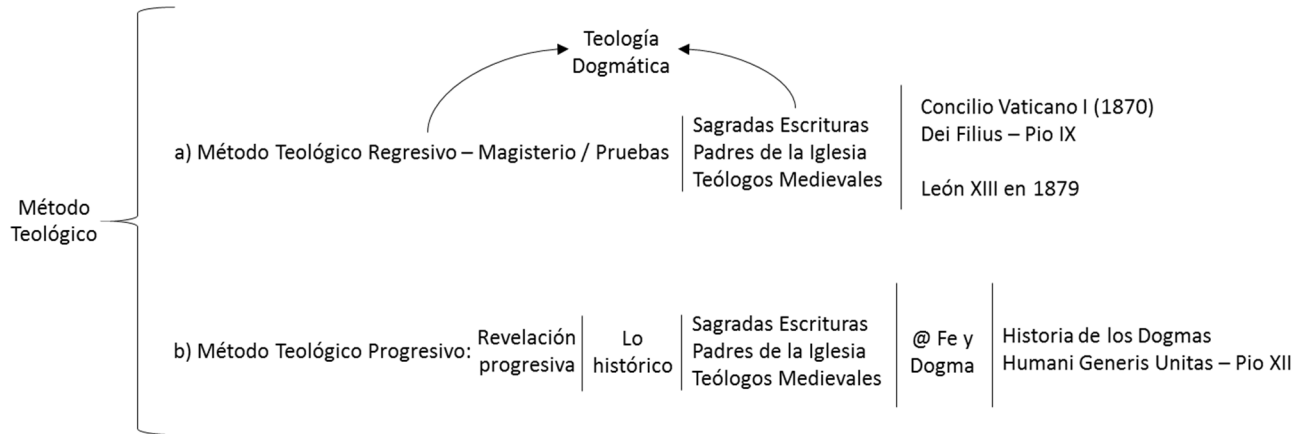 Teología
Dogmática
Método
Teológico
a) Método Teológico Regresivo – Magisterio / Pruebas
Sagradas Escrituras
Padres de la Iglesia
Teólogos Medievales
Concilio Vaticano I (1870)
Dei Filius – Pio IX
León XIII en 1879
b) Método Teológico Progresivo:
Revelación
progresiva
Lo
histórico
Sagradas Escrituras
Padres de la Iglesia
Teólogos Medievales
@ Fe y
Dogma
Historia de los Dogmas
Humani Generis Unitas – Pio XII